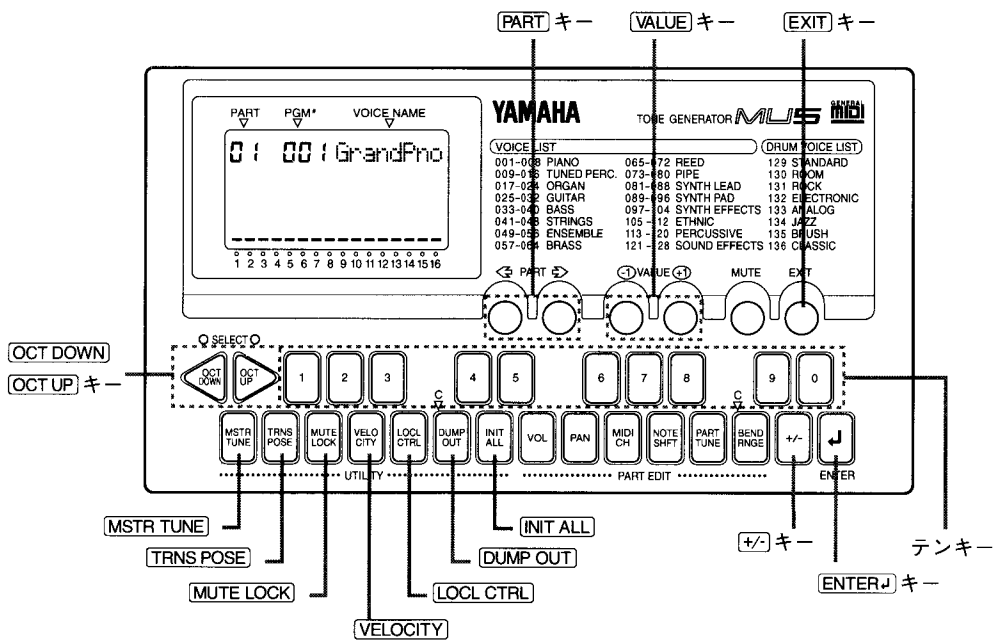 PART キー VALUE キー EXIT キー
PART PGM# VOICE NAME
01 001 GrandPno
1 2 3 4 5 6 7 8 9 10 11 12 13 14 15 16
YAMAHA TONE GENERATOR MU5 GENERAL MIDI
VOICE LIST DRUM VOICE LIST
001-008 PIANO 065-072 REED 129 STANDARD
009-016 TUNED PERC. 073-080 PIPE 130 ROOM
017-024 ORGAN 081-088 SYNTH LEAD 131 ROCK
025-032 GUITAR 089-096 SYNTH PAD 132 ELECTRONIC
033-040 BASS 097-104 SYNTH EFFECTS 133 ANALOG
041-048 STRINGS 105-112 ETHNIC 134 JAZZ
049-056 ENSEMBLE 113-120 PERCUSSIVE 135 BRUSH
057-064 BRASS 121-128 SOUND EFFECTS 136 CLASSIC
PART -1 VALUE +1 MUTE EXIT
SELECT
OCT DOWN
OCT UP キー
OCT DOWN OCT UP 1 2 3 4 5 6 7 8 9 0
C C
MSTR TUNE TRNS POSE MUTE LOCK VELO CITY LOCL CTRL DUMP OUT INIT ALL VOL PAN MIDI CH NOTE SHFT PART TUNE BEND RNGE +/- ↵
UTILITY PART EDIT ENTER
MSTR TUNE INIT ALL +/- キー テンキー
TRNS POSE DUMP OUT
MUTE LOCK LOCL CTRL ENTER↵ キー
VELOCITY